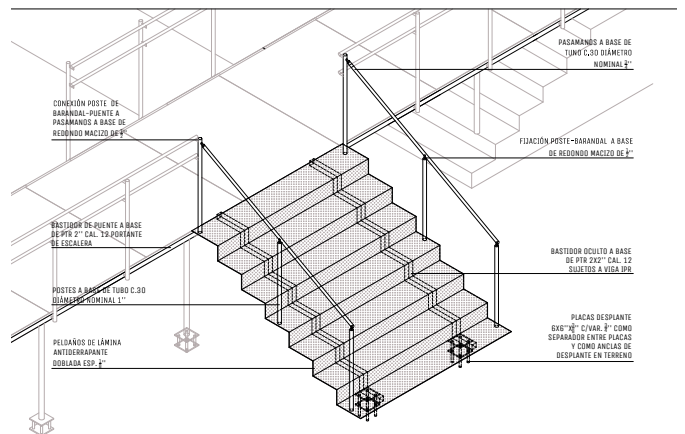 PASAMANOS A BASE DE
TUNO C.30 DIÁMETRO
NOMINAL
CONEXIÓN POSTE DE
BARANDAL-PUENTE A
PASAMANOS A BASE DE
REDONDO MACIZO DE
FIJACIÓN POSTE-BARANDAL A BASE
DE REDONDO MACIZO DE
BASTIDOR DE PUENTE A BASE
DE PTR 2'' CAL. 12 PORTANTE
DE ESCALERA
BASTIDOR OCULTO A BASE
DE PTR 2X2'' CAL. 12
SUJETOS A VIGA IPR
POSTES A BASE DE TUBO C.30
DIÁMETRO NOMINAL 1''
PLACAS DESPLANTE
C/VAR. COMO
SEPARADOR ENTRE PLACAS
Y COMO ANCLAS DE
DESPLANTE EN TERRENO
PELDAÑOS DE LÁMINA
ANTIDERRAPANTE
DOBLADA ESP.